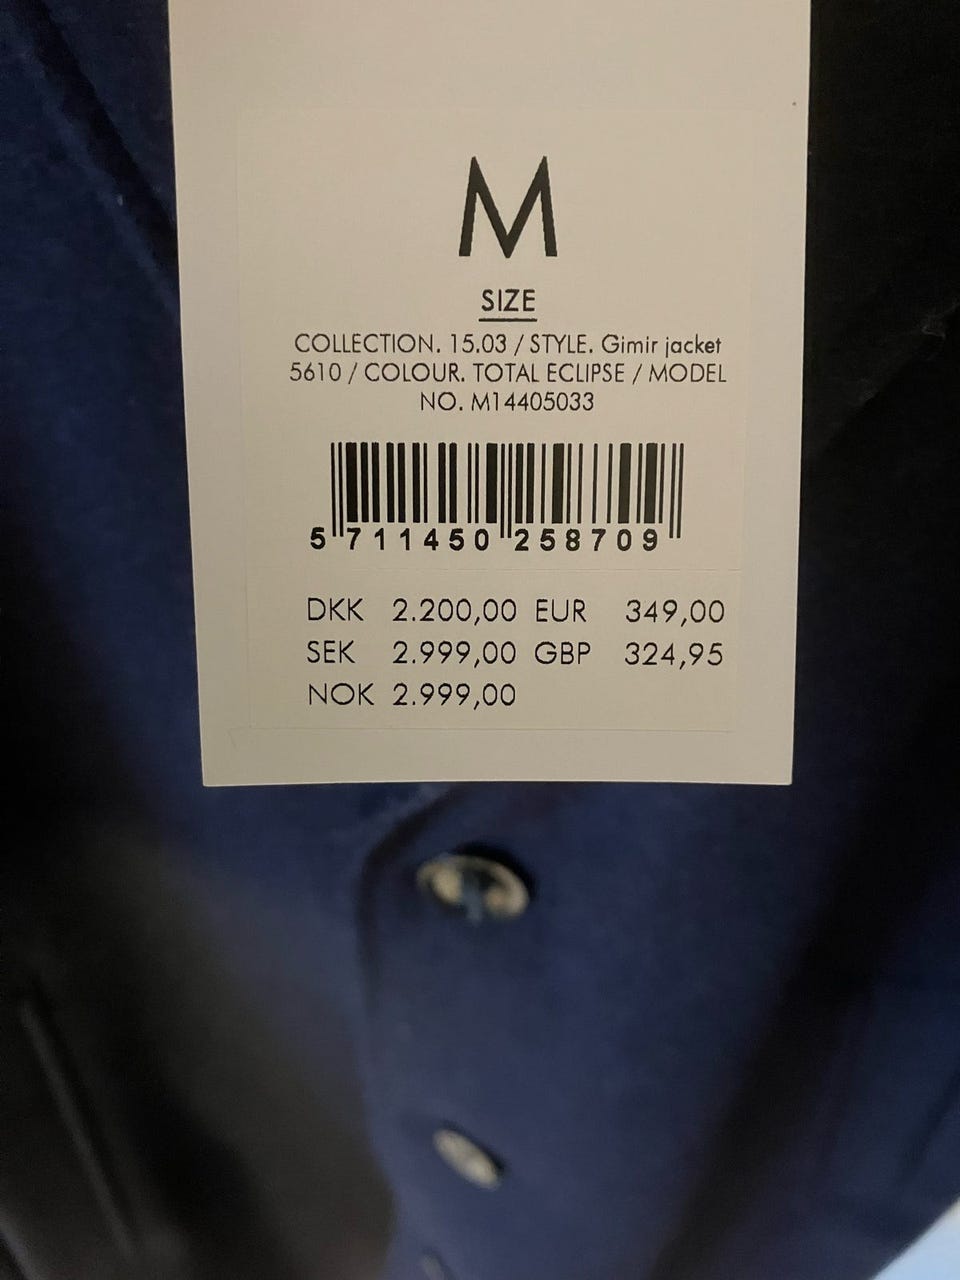 M
SIZE
COLLECTION. 15.03 / STYLE. Gimir jacket
5610 / COLOUR. TOTAL ECLIPSE / MODEL
NO. M14405033
5 711450 258709
DKK 2.200,00 EUR 349,00
SEK 2.999,00 GBP 324,95
NOK 2.999,00